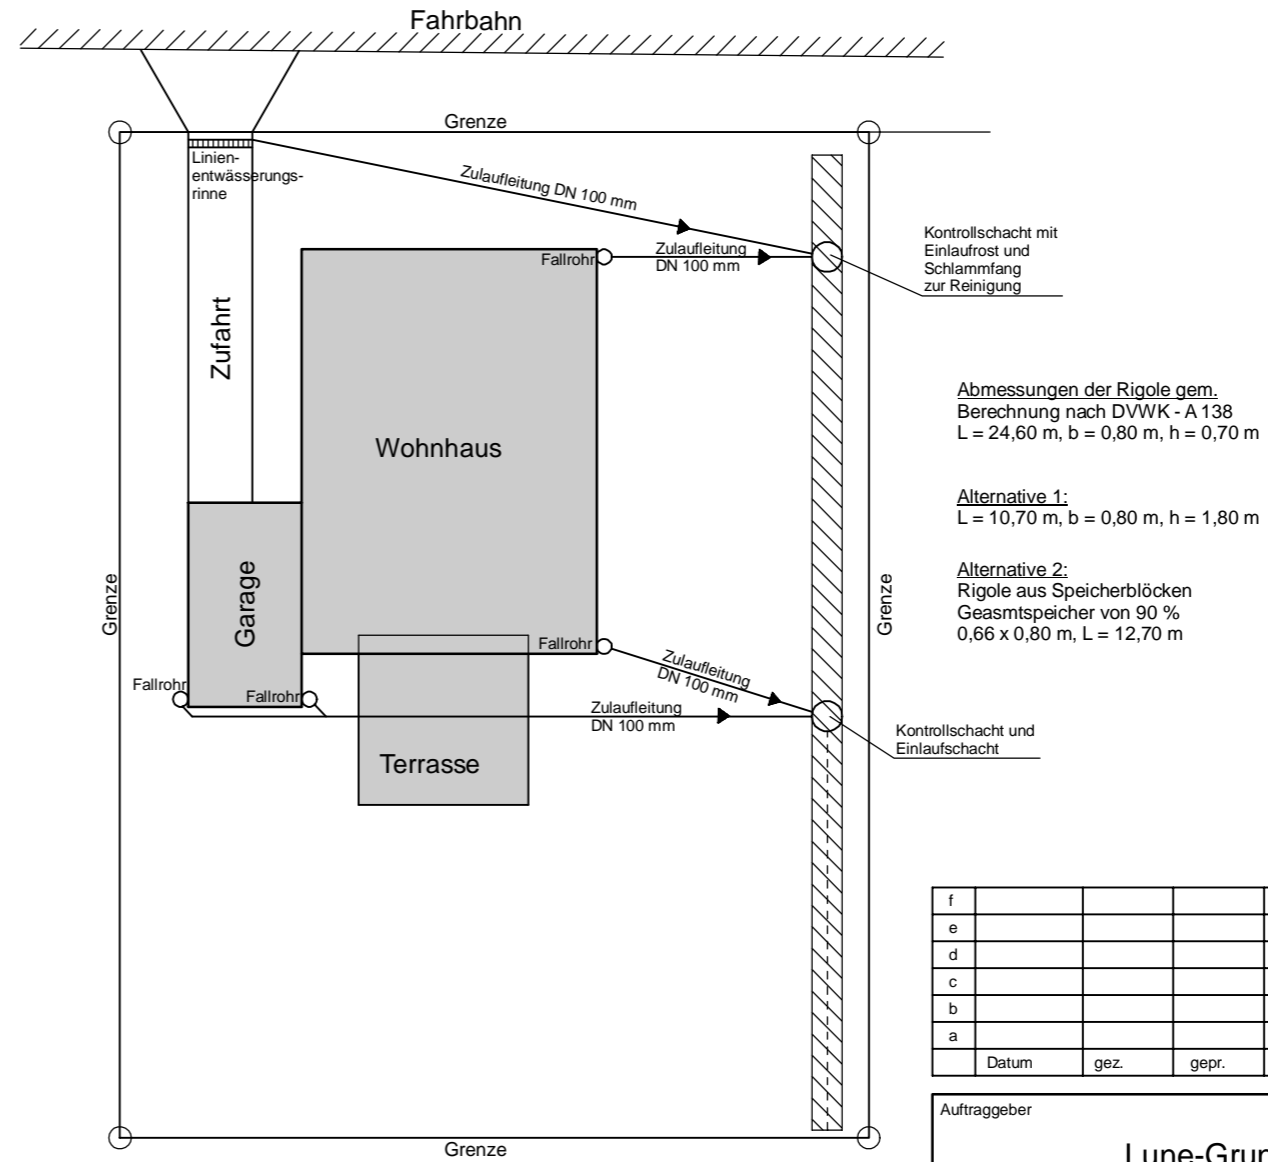 Fahrbahn
Grenze
Linien-
entwässerungs-
rinne
Zulaufleitung DN 100 mm
Kontrollschacht mit
Einlaufrost und
Schlammfang
zur Reinigung
Fallrohr
Zulaufleitung
DN 100 mm
Zufahrt
Wohnhaus
Abmessungen der Rigole gem.
Berechnung nach DVWK - A 138
L = 24,60 m, b = 0,80 m, h = 0,70 m
Alternative 1:
L = 10,70 m, b = 0,80 m, h = 1,80 m
Alternative 2:
Rigole aus Speicherblöcken
Geasmtspeicher von 90 %
0,66 x 0,80 m, L = 12,70 m
Grenze
Garage
Grenze
Fallrohr
Zulaufleitung
DN 100 mm
Fallrohr
Fallrohr
Zulaufleitung
DN 100 mm
Kontrollschacht und
Einlaufschacht
Terrasse
f
e
d
c
b
a
Datum gez. gepr.
Auftraggeber
Lune-Grun
Grenze